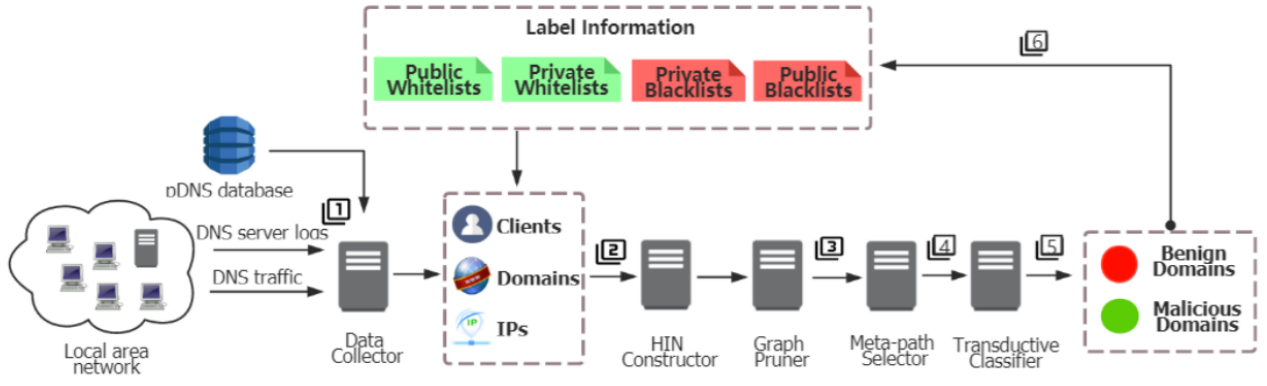 Label Information
6
Public
Whitelists
Private
Whitelists
Private
Blacklists
Public
Blacklists
pDNS database
1
DNS server logs
DNS traffic
Local area
network
Data
Collector
Clients
WWW
Domains
IP
IPs
2
HIN
Constructor
Graph
Pruner
3
Meta-path
Selector
4
Transductive
Classifier
5
Benign
Domains
Malicious
Domains